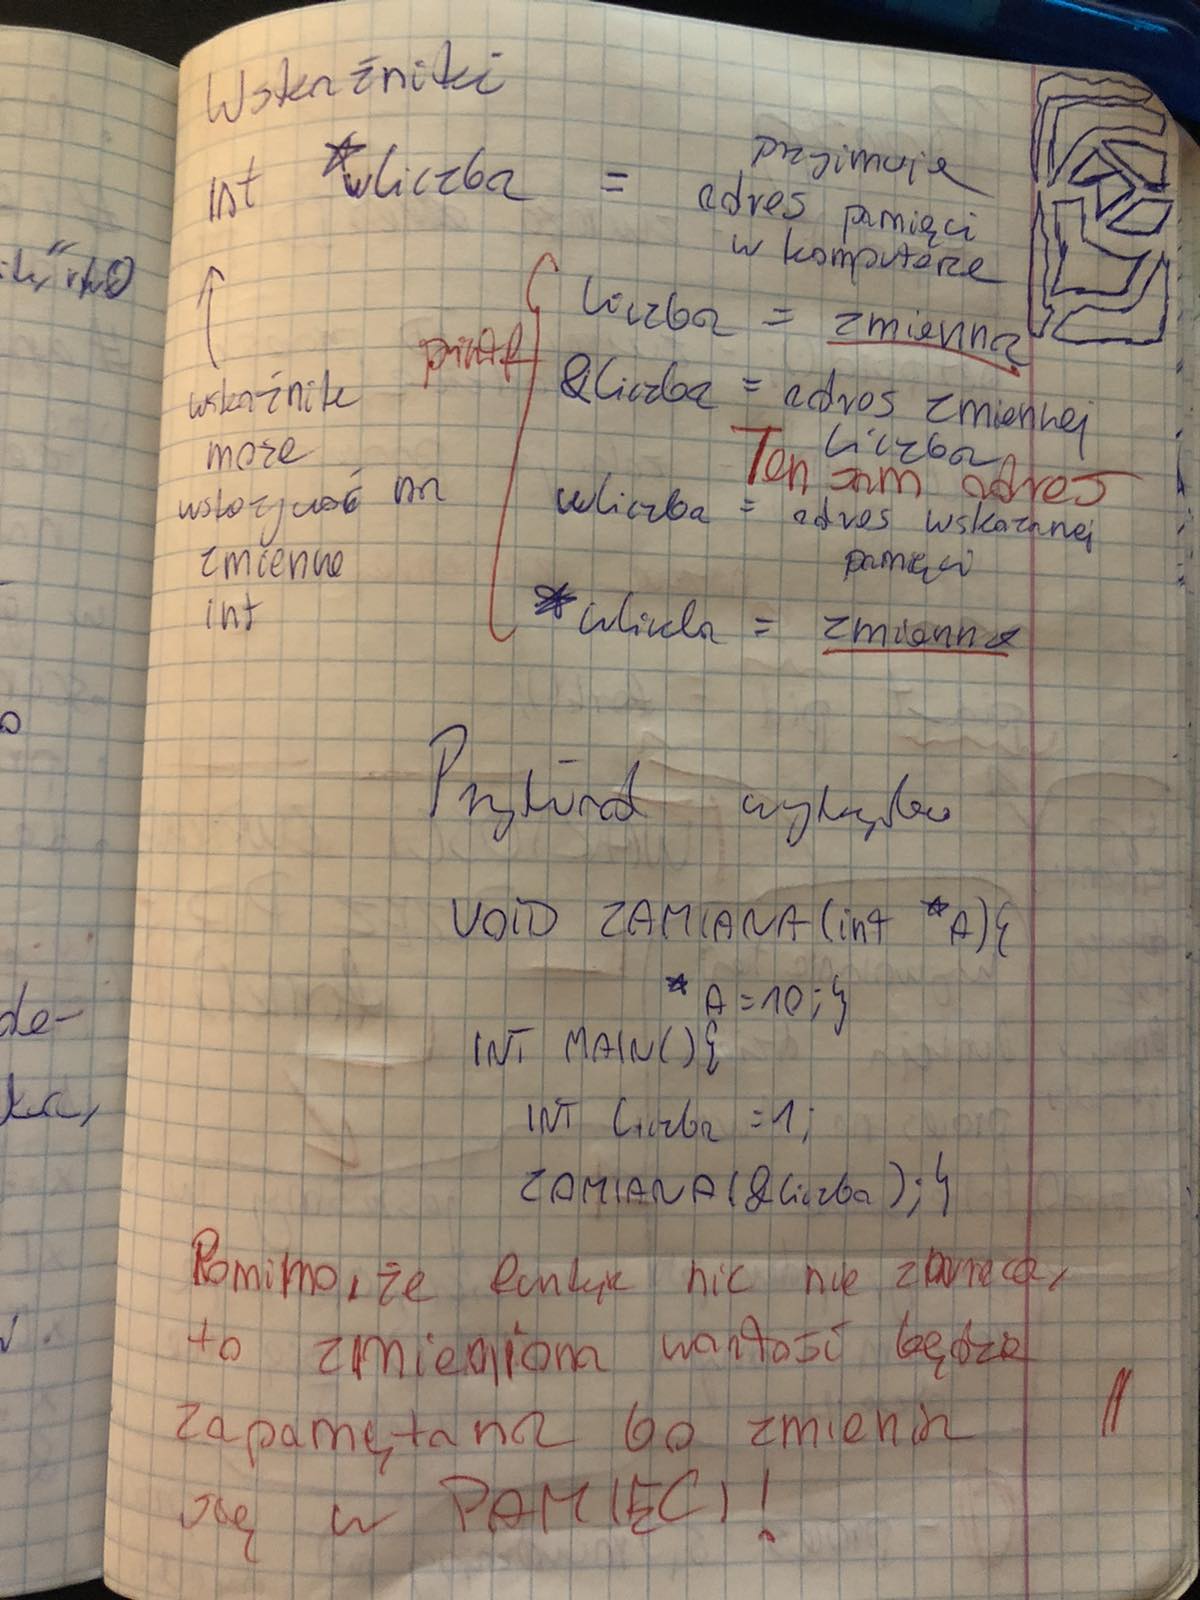 Wskaźniki
int *wliczba = przyjmuje
adres pamięci
w komputerze
↑
wskaźnik
może
wskazywać na
zmienne
int
printf
liczba = zmienna
&liczba = adres zmiennej
liczba
Ten sam adres
wliczba = adres wskazanej
pamięci
*wliczba = zmienna
Przykład
VOID ZAMIANA(int *A){
*A=10;}
INT MAIN(){
INT liczba =1;
ZAMIANA(&liczba);}
Pomimo, że funkcje nic nie zwraca,
to zmieniona wartość będzie
zapamiętana bo zmienia
się w PAMIĘCI!